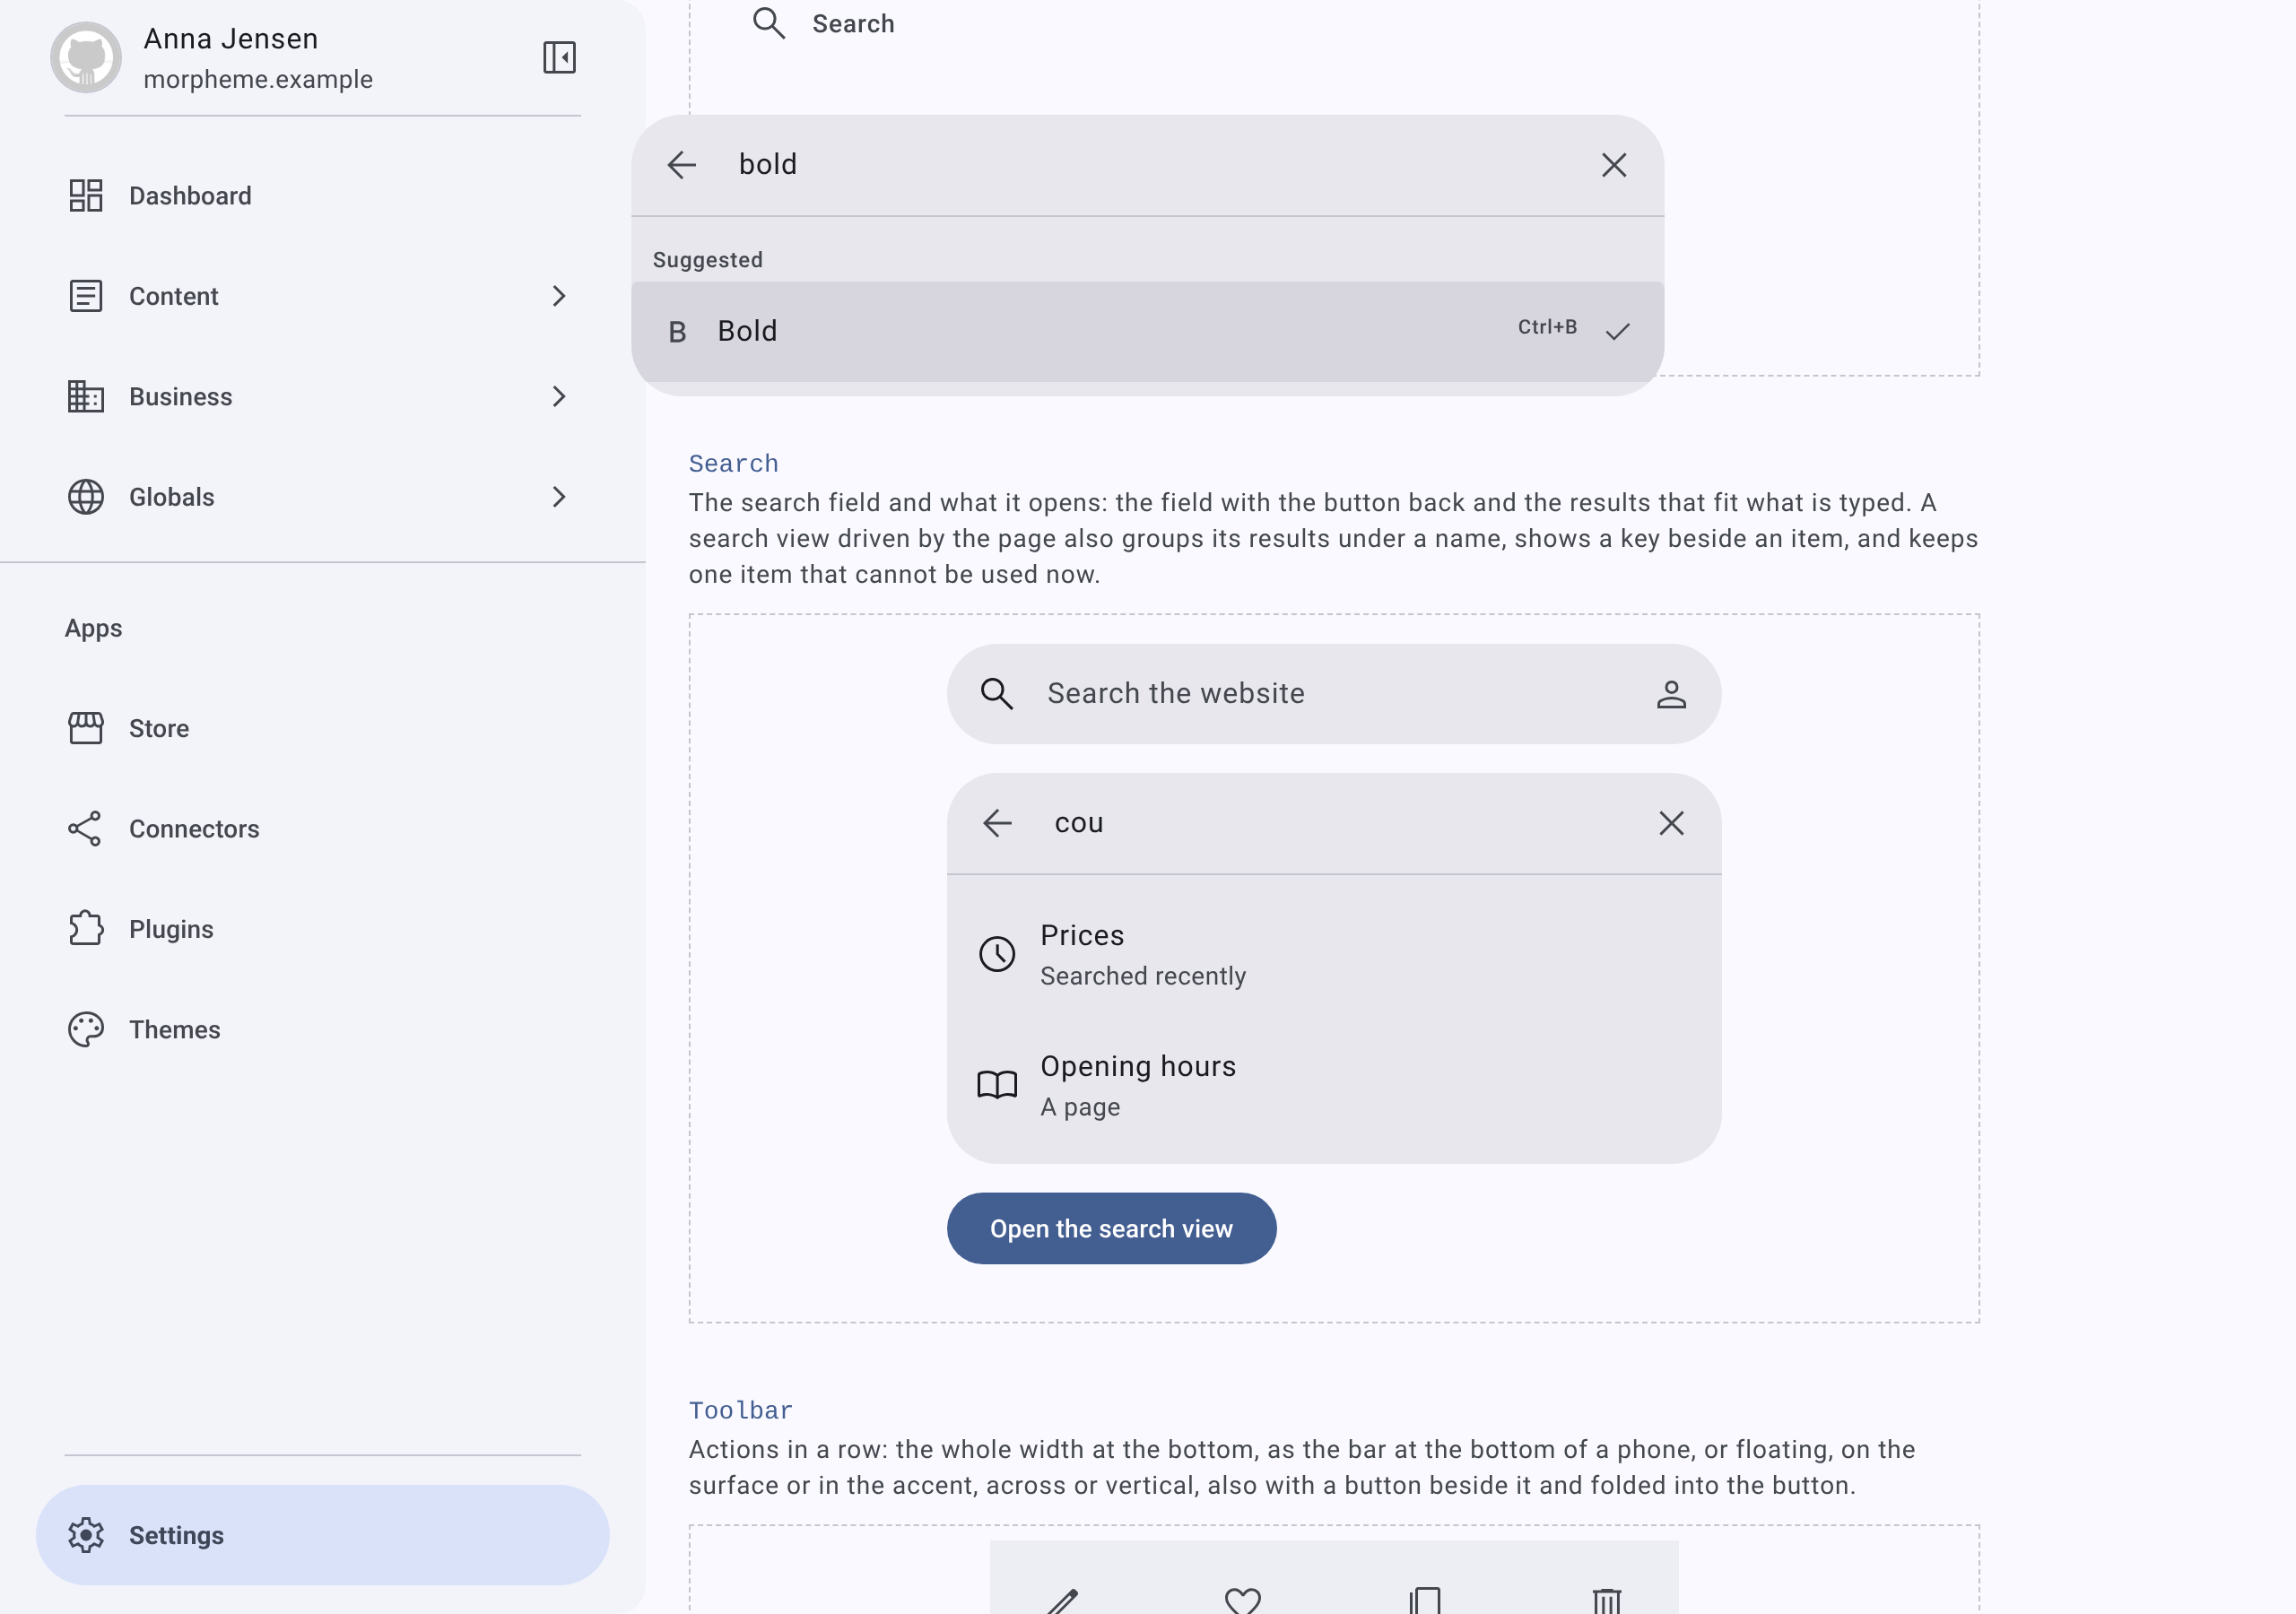 Anna Jensen
morpheme.example
Dashboard
Content
Business
Globals
Apps
Store
Connectors
Plugins
Themes
Settings
Search
bold
Suggested
B Bold Ctrl+B
Search
The search field and what it opens: the field with the button back and the results that fit what is typed. A
search view driven by the page also groups its results under a name, shows a key beside an item, and keeps
one item that cannot be used now.
Search the website
cou
Prices
Searched recently
Opening hours
A page
Open the search view
Toolbar
Actions in a row: the whole width at the bottom, as the bar at the bottom of a phone, or floating, on the
surface or in the accent, across or vertical, also with a button beside it and folded into the button.